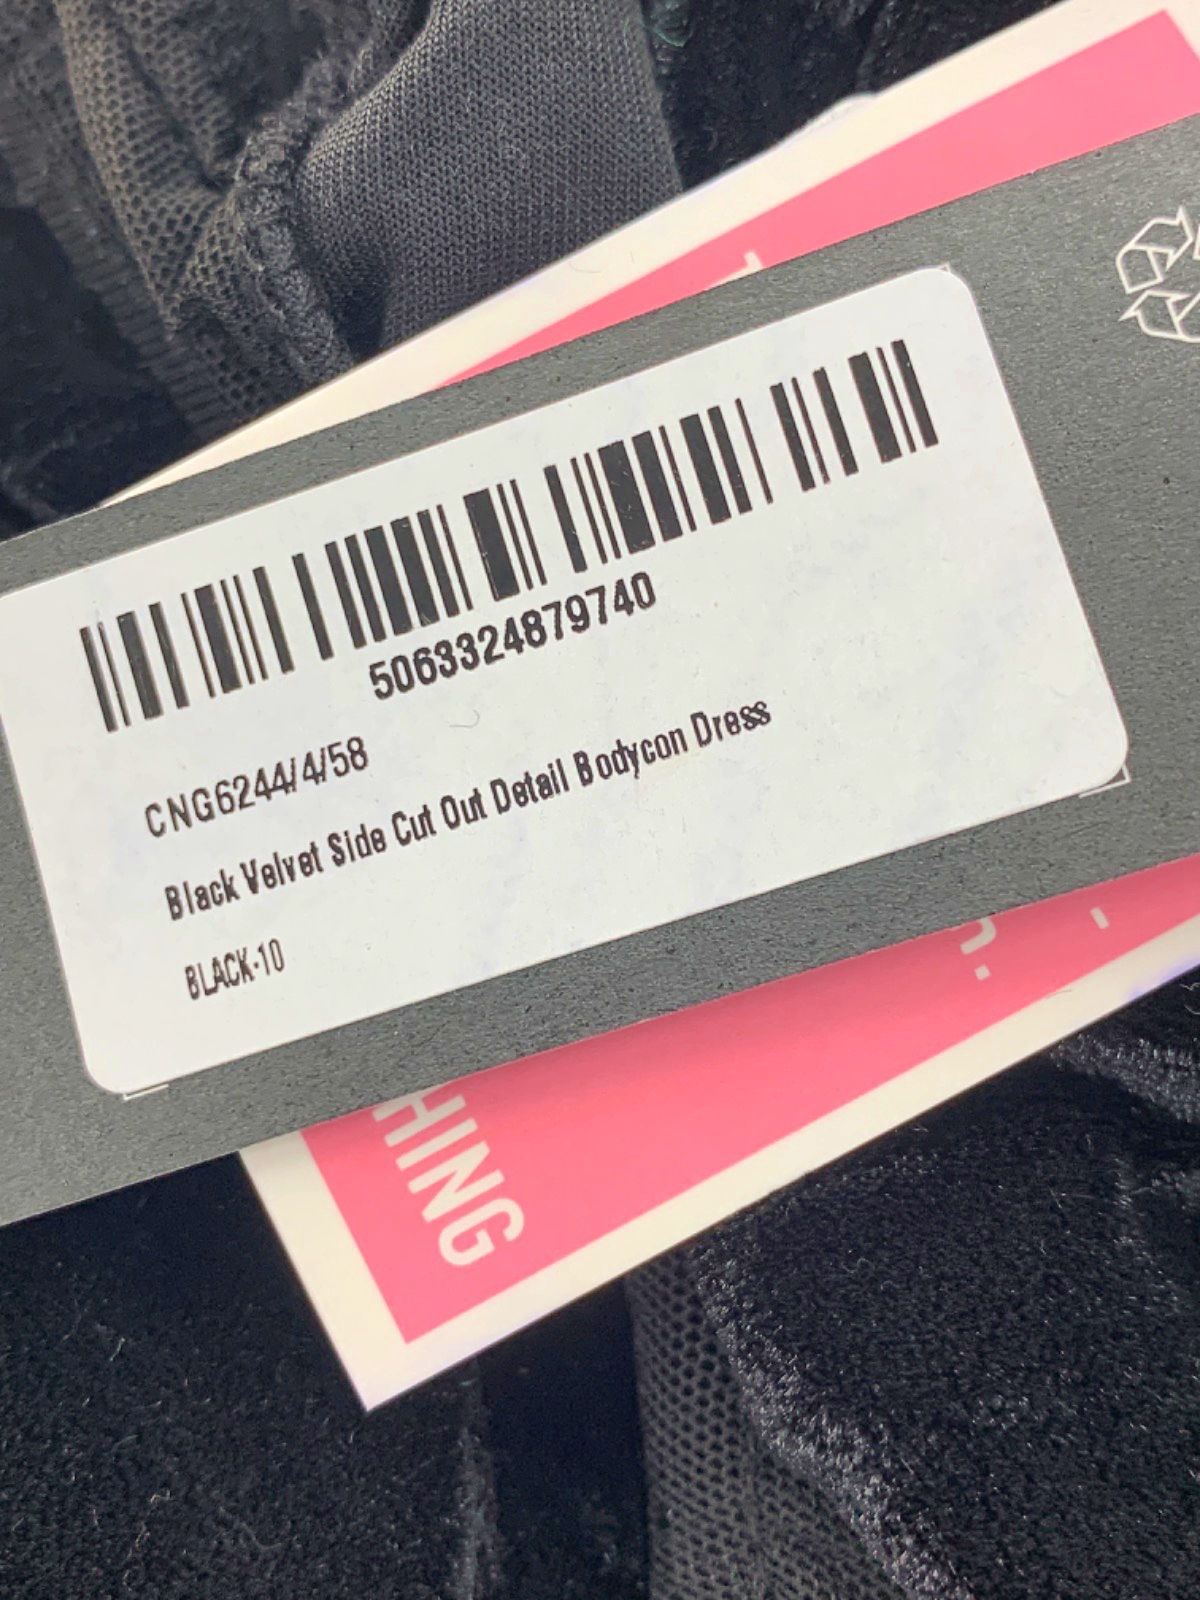 5063324879740
CNG6244/4/58
Black Velvet Side Cut Out Detail Bodycon Dress
BLACK-10
HING